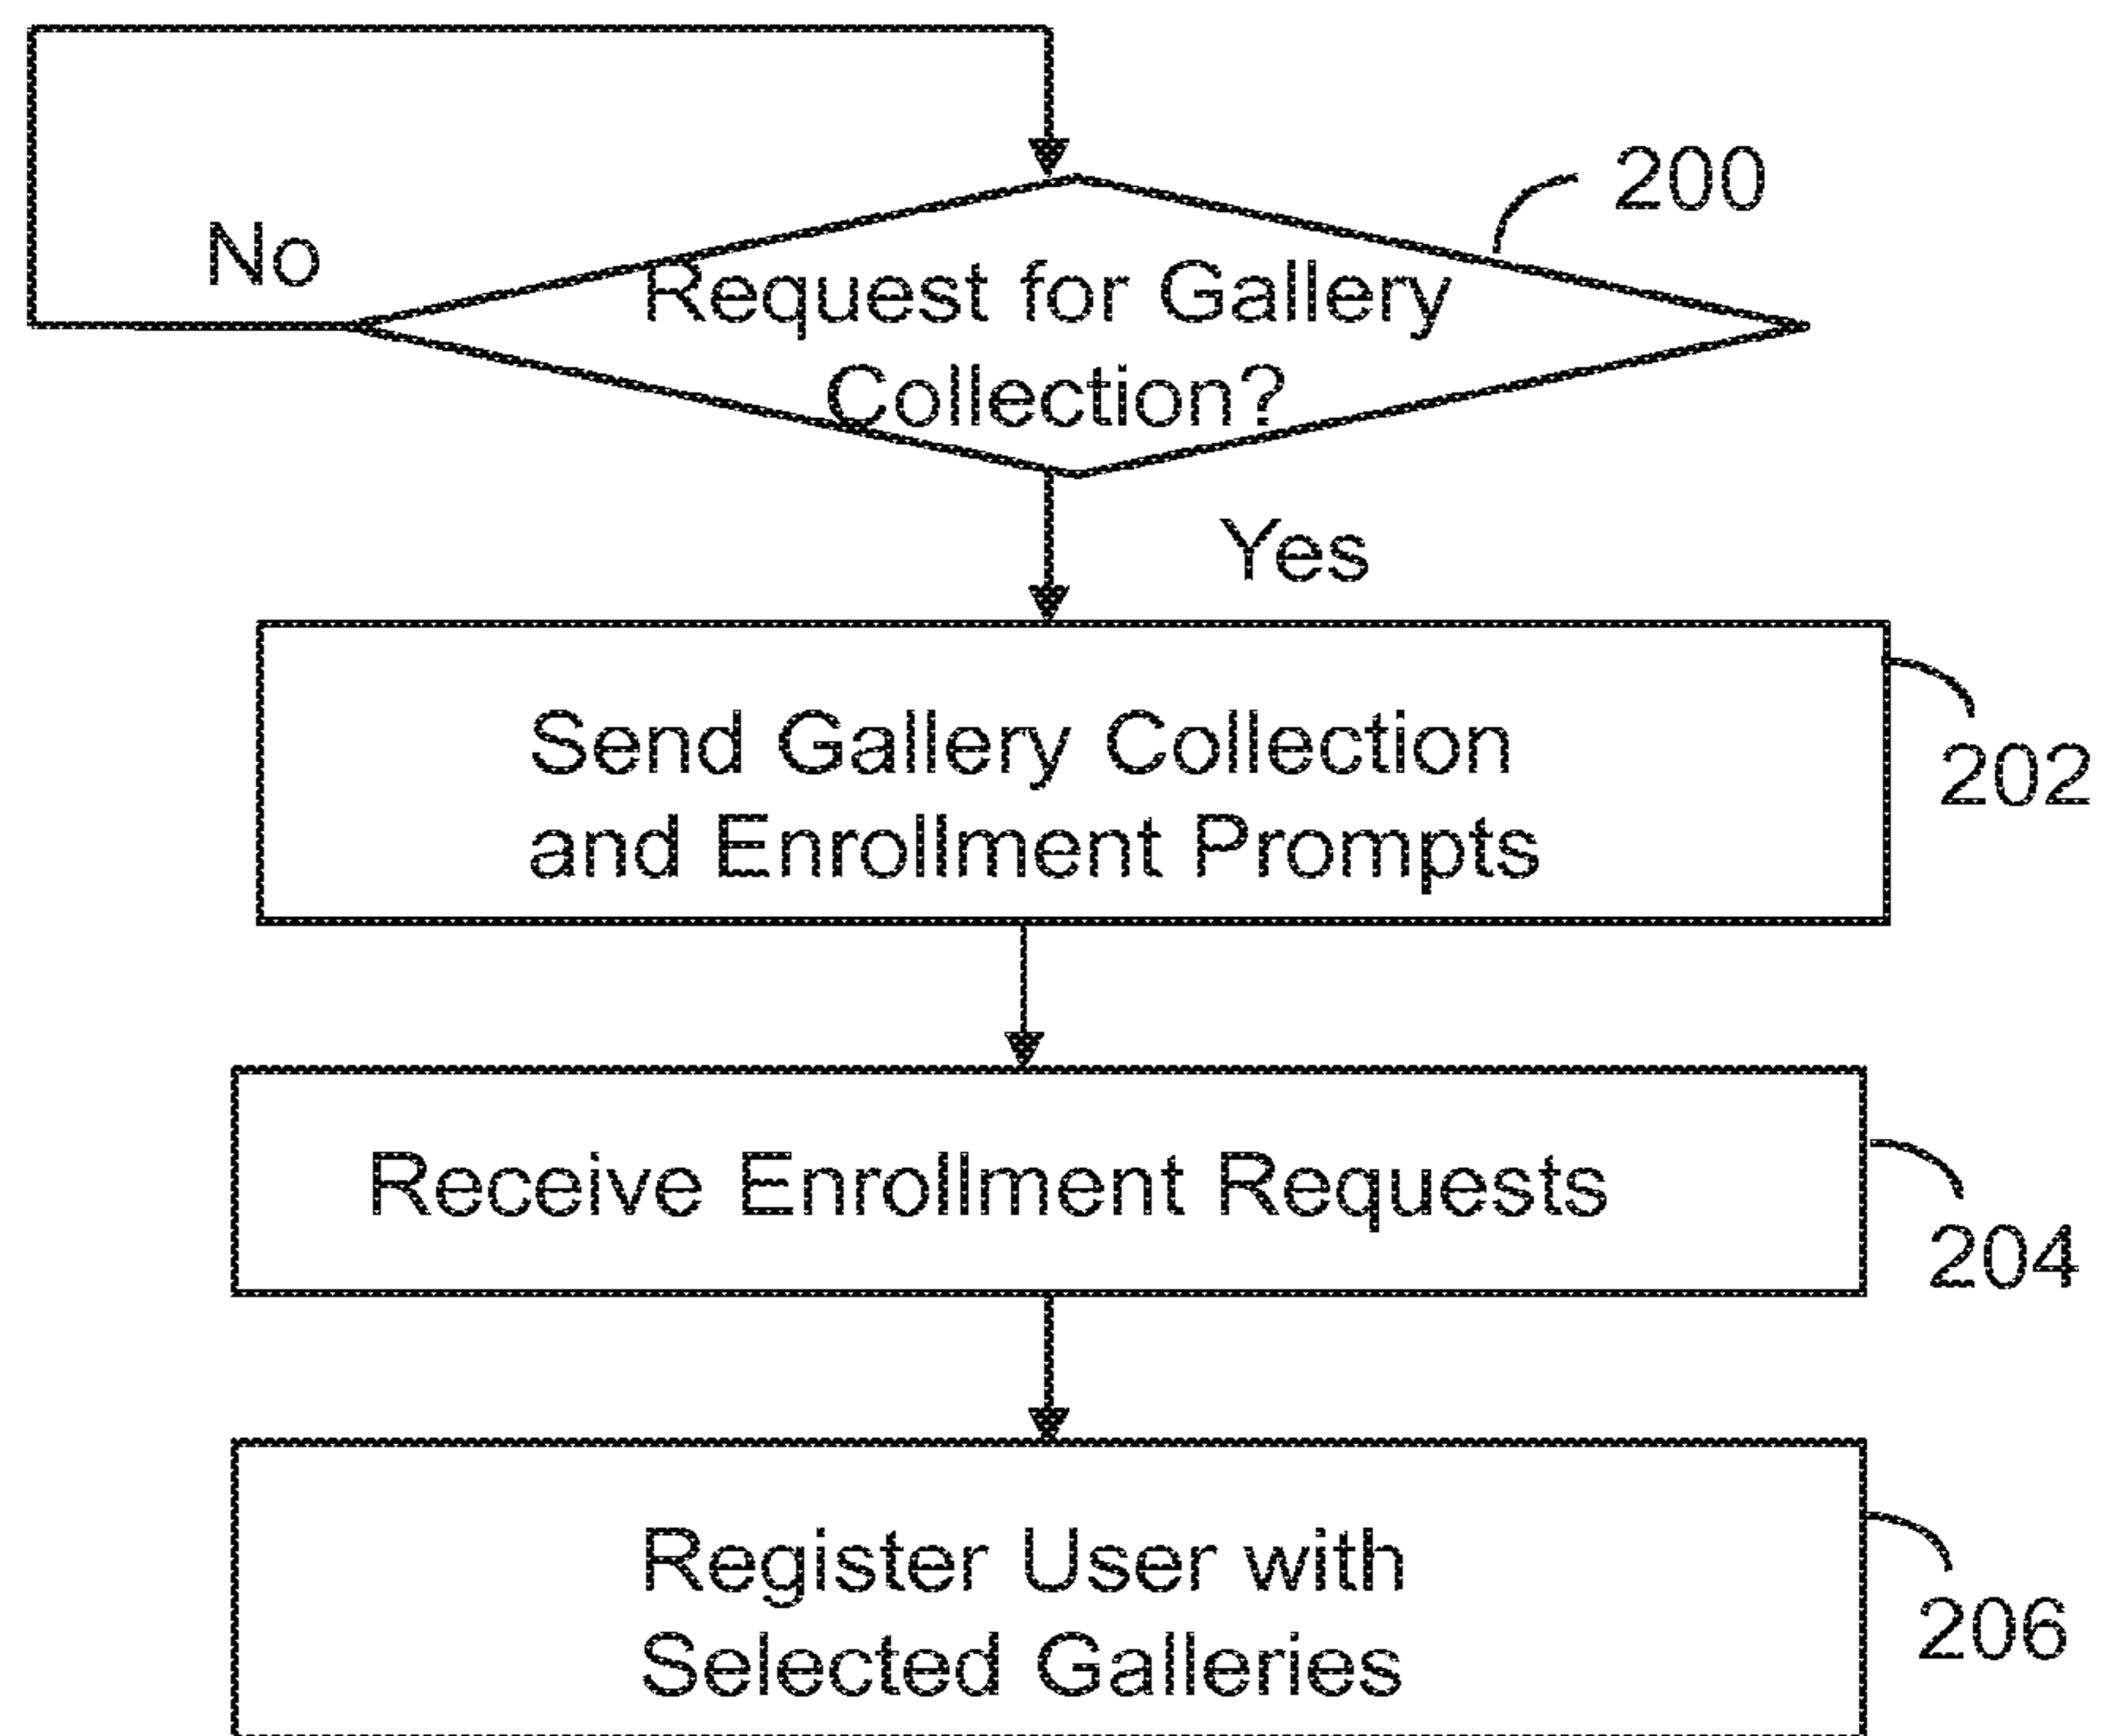 200
No
Request for Gallery
Collection?
Yes
Send Gallery Collection
and Enrollment Prompts
202
Receive Enrollment Requests
204
Register User with
Selected Galleries
206